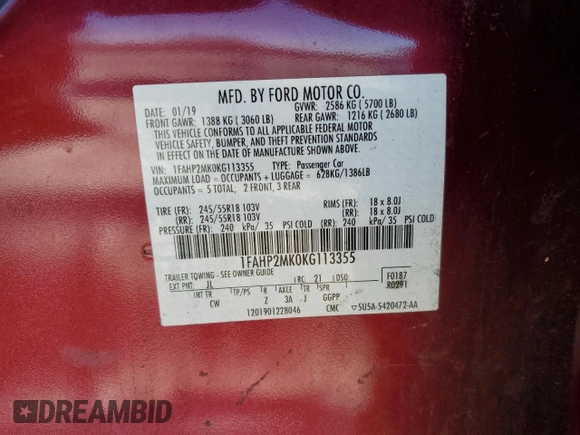 MFD. BY FORD MOTOR CO.
DATE: 01/19 GVWR: 2586 KG ( 5700 LB)
FRONT GAWR: 1388 KG ( 3060 LB) REAR GAWR: 1216 KG ( 2680 LB)
THIS VEHICLE CONFORMS TO ALL APPLICABLE FEDERAL MOTOR
VEHICLE SAFETY, BUMPER, AND THEFT PREVENTION STANDARDS
IN EFFECT ON THE DATE OF MANUFACTURE SHOWN ABOVE.
VIN: 1FAHP2MK0KG113355 TYPE: Passenger Car
MAXIMUM LOAD = OCCUPANTS + LUGGAGE = 628KG/1386LB
OCCUPANTS = 5 TOTAL; 2 FRONT, 3 REAR
TIRE (FR): 245/55R18 103V RIMS (FR): 18 x 8.0J
(RR): 245/55R18 103V (RR): 18 x 8.0J
PRESSURE (FR): 240 kPa/ 35 PSI COLD (RR): 240 kPa/ 35 PSI COLD
1FAHP2MK0KG113355
TRAILER TOWING - SEE OWNER GUIDE
EXT PNT: JL RC: 21 DSO: F0187
INT TR TP/PS R AXLE TR SPR R0291
CW Z 3A J GGPP
1201901228046 CMC ▽5U5A-5420472-AA
DREAMBID